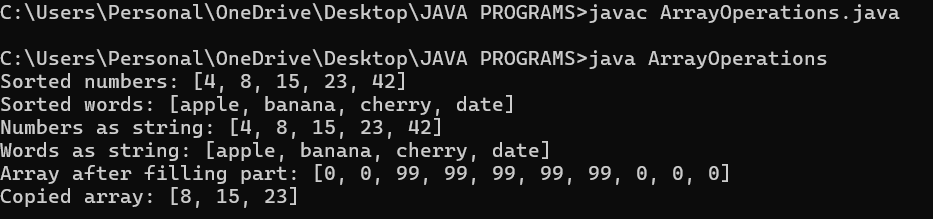 C:\Users\Personal\OneDrive\Desktop\JAVA PROGRAMS>javac ArrayOperations.java
C:\Users\Personal\OneDrive\Desktop\JAVA PROGRAMS>java ArrayOperations
Sorted numbers: [4, 8, 15, 23, 42]
Sorted words: [apple, banana, cherry, date]
Numbers as string: [4, 8, 15, 23, 42]
Words as string: [apple, banana, cherry, date]
Array after filling part: [0, 0, 99, 99, 99, 99, 99, 0, 0, 0]
Copied array: [8, 15, 23]